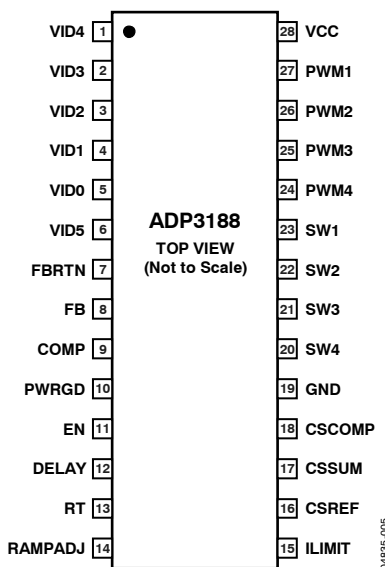 VID4 1 28 VCC
VID3 2 27 PWM1
VID2 3 26 PWM2
VID1 4 25 PWM3
VID0 5 24 PWM4
VID5 6 23 SW1
FBRTN 7 22 SW2
FB 8 21 SW3
COMP 9 20 SW4
PWRGD 10 19 GND
EN 11 18 CSCOMP
DELAY 12 17 CSSUM
RT 13 16 CSREF
RAMPADJ 14 15 ILIMIT
ADP3188
TOP VIEW
(Not to Scale)
04835-005